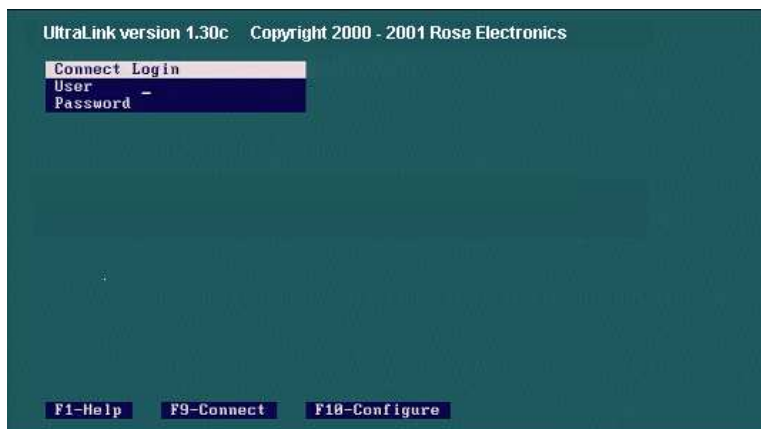 UltraLink version 1.30c Copyright 2000 - 2001 Rose Electronics
Connect Login
User _
Password
F1-Help F9-Connect F10-Configure